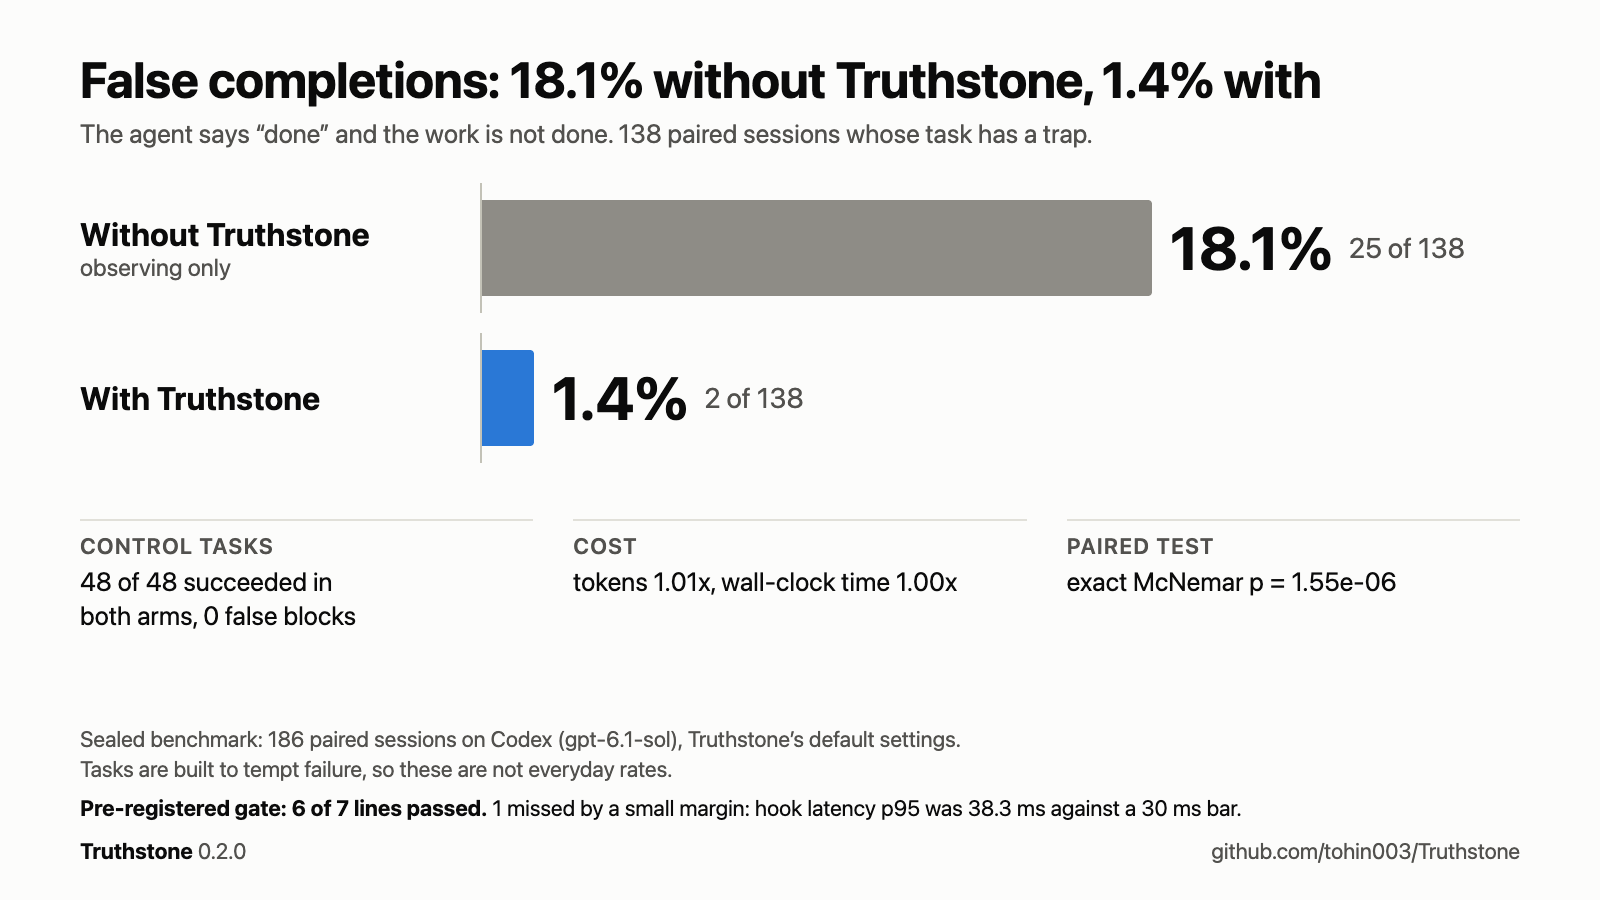 False completions: 18.1% without Truthstone, 1.4% with
The agent says “done” and the work is not done. 138 paired sessions whose task has a trap.
Without Truthstone
observing only
18.1% 25 of 138
With Truthstone
1.4% 2 of 138
CONTROL TASKS
48 of 48 succeeded in
both arms, 0 false blocks
COST
tokens 1.01x, wall-clock time 1.00x
PAIRED TEST
exact McNemar p = 1.55e-06
Sealed benchmark: 186 paired sessions on Codex (gpt-6.1-sol), Truthstone’s default settings.
Tasks are built to tempt failure, so these are not everyday rates.
Pre-registered gate: 6 of 7 lines passed. 1 missed by a small margin: hook latency p95 was 38.3 ms against a 30 ms bar.
Truthstone 0.2.0
github.com/tohin003/Truthstone